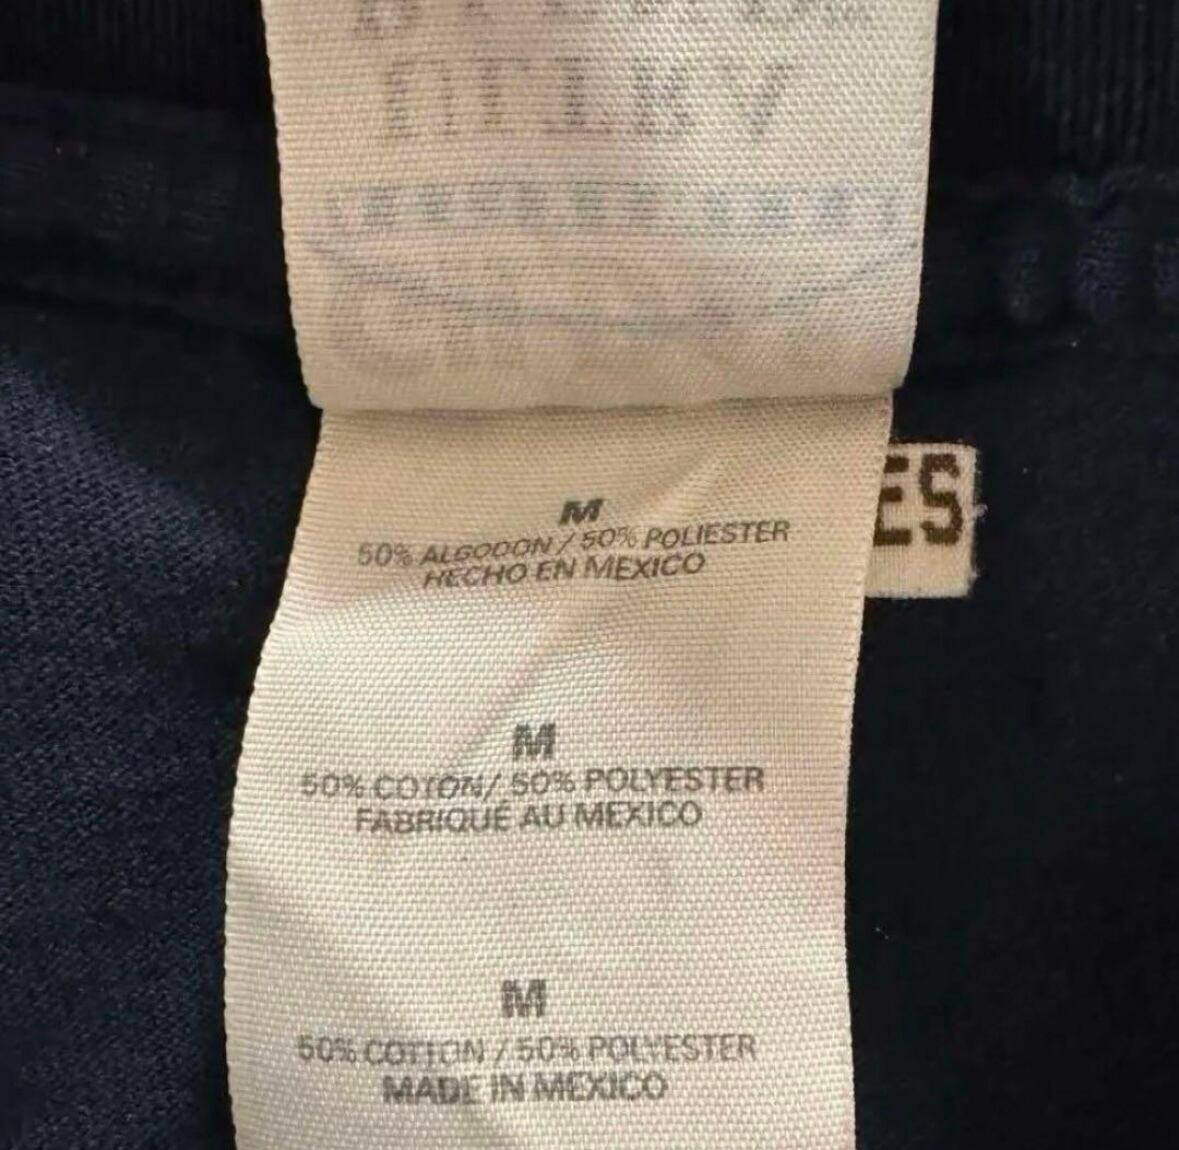 M
50% ALGODON / 50% POLIESTER
HECHO EN MEXICO
ES
M
50% COTON / 50% POLYESTER
FABRIQUÉ AU MEXICO
M
50% COTTON / 50% POLYESTER
MADE IN MEXICO